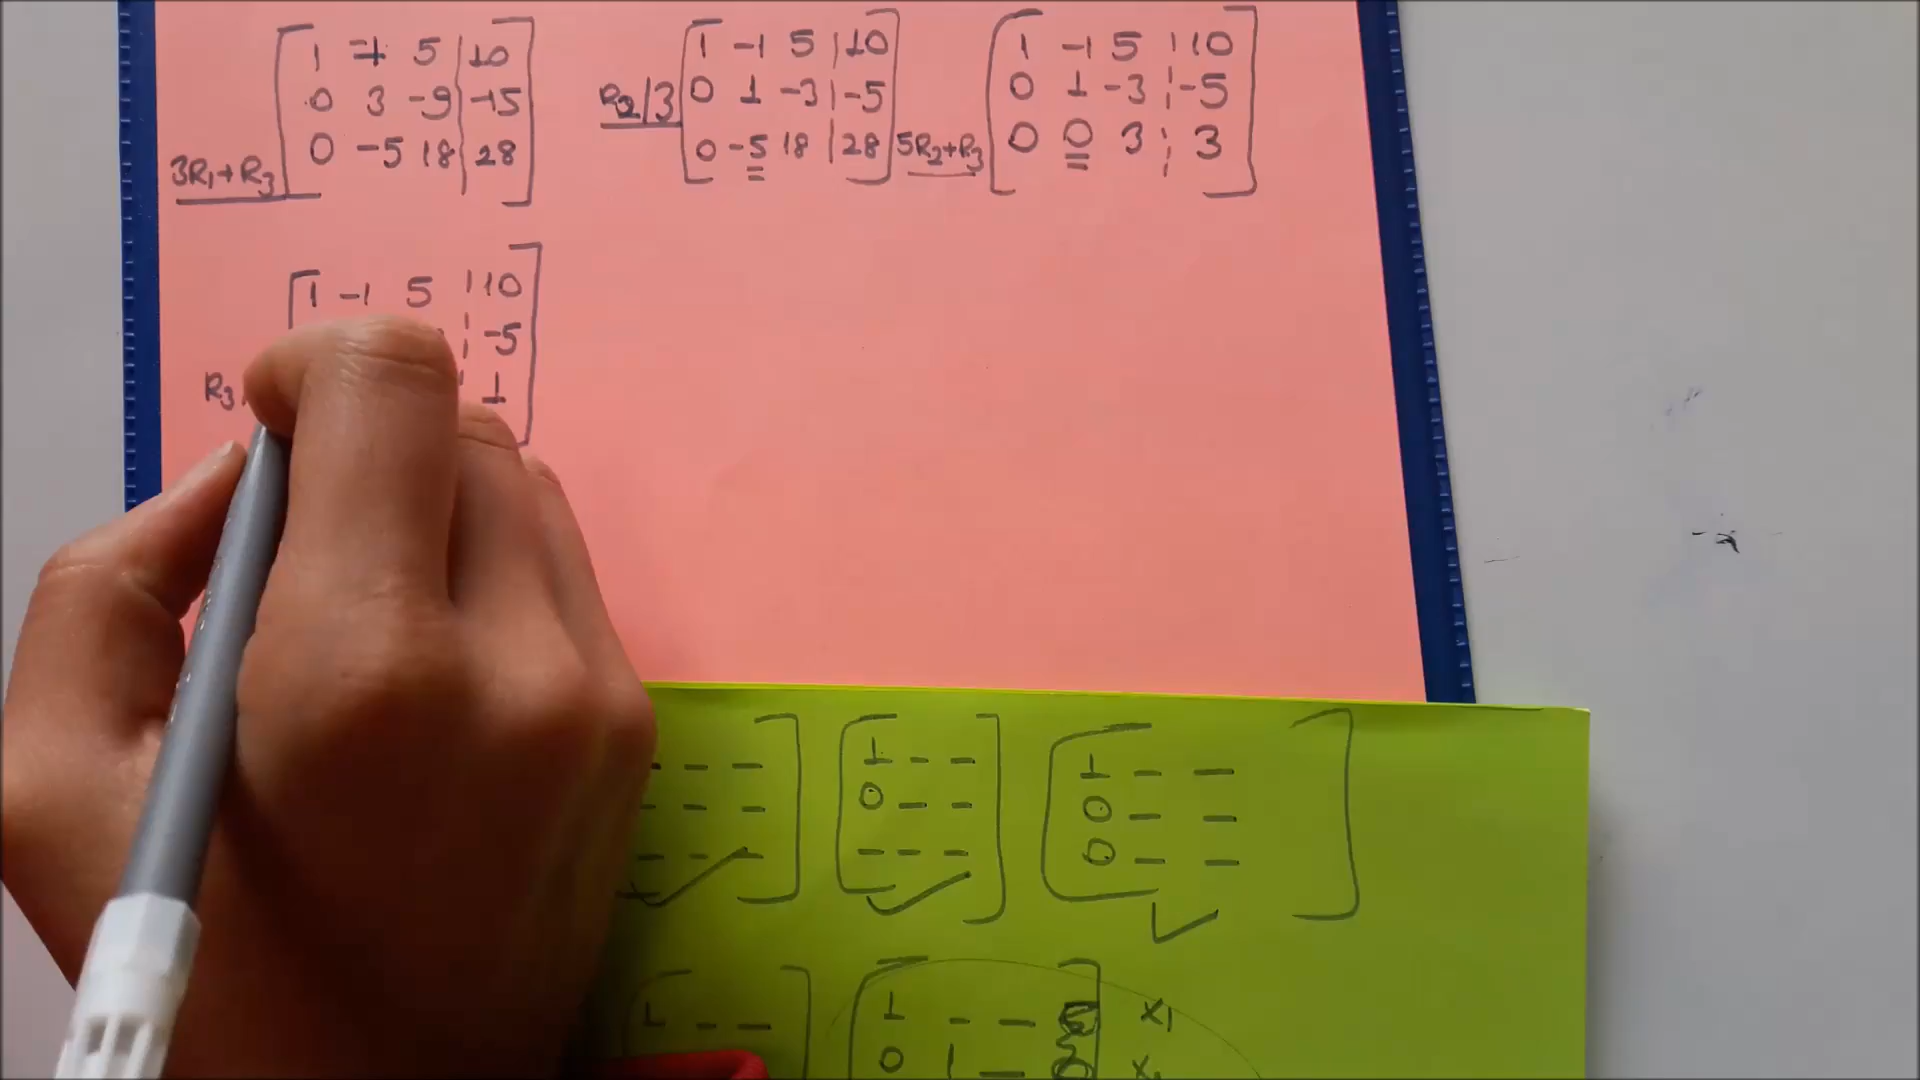 1 -1 5 | 10
0 3 -9 | -15
3R1+R3 0 -5 18 | 28
1 -1 5 | 10
R2/3 0 1 -3 | -5
0 -5 18 | 28
1 -1 5 | 10
0 1 -3 | -5
5R2+R3 0 0 3 | 3
1 -1 5 | 10
| -5
R3 1
- - -
- - -
- - -
1 - -
0 - -
- - -
1 - -
0 - -
0 - -
1 - -
1 - - x1
0 1 -